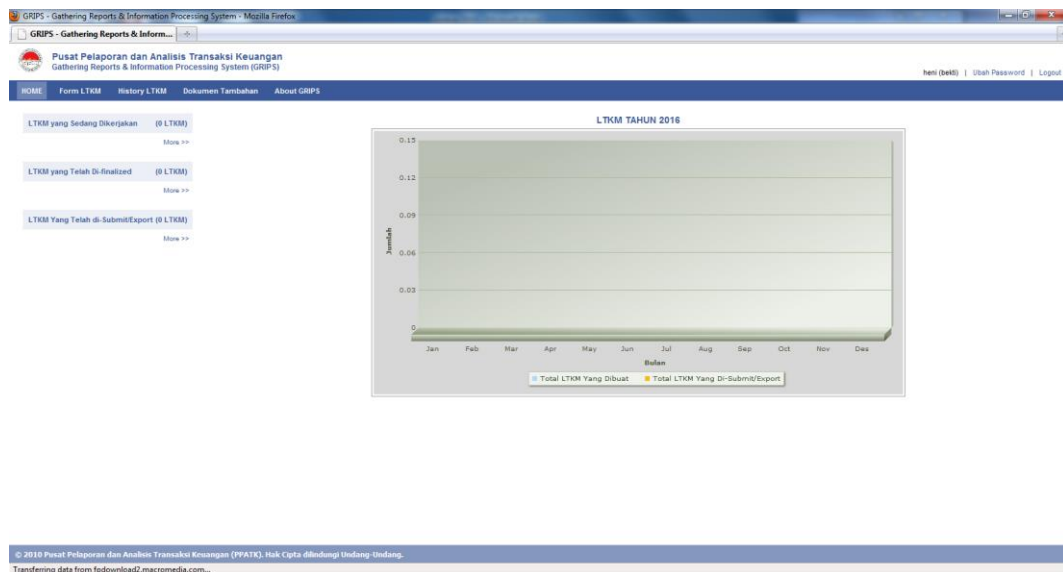 GRIPS - Gathering Reports & Information Processing System - Mozilla Firefox
GRIPS - Gathering Reports & Inform...
Pusat Pelaporan dan Analisis Transaksi Keuangan
Gathering Reports & Information Processing System (GRIPS)
heni (bekti) | Ubah Password | Logout
HOME Form LTKM History LTKM Dokumen Tambahan About GRIPS
LTKM yang Sedang Dikerjakan (0 LTKM)
More >>
LTKM yang Telah Di-finalized (0 LTKM)
More >>
LTKM Yang Telah di-Submit/Export (0 LTKM)
More >>
LTKM TAHUN 2016
0.15
0.12
0.09
0.06
0.03
0
Jumlah
Jan Feb Mar Apr May Jun Jul Aug Sep Oct Nov Des
Bulan
Total LTKM Yang Dibuat Total LTKM Yang Di-Submit/Export
© 2010 Pusat Pelaporan dan Analisis Transaksi Keuangan (PPATK). Hak Cipta dilindungi Undang-Undang.
Transferring data from fpdownload2.macromedia.com...